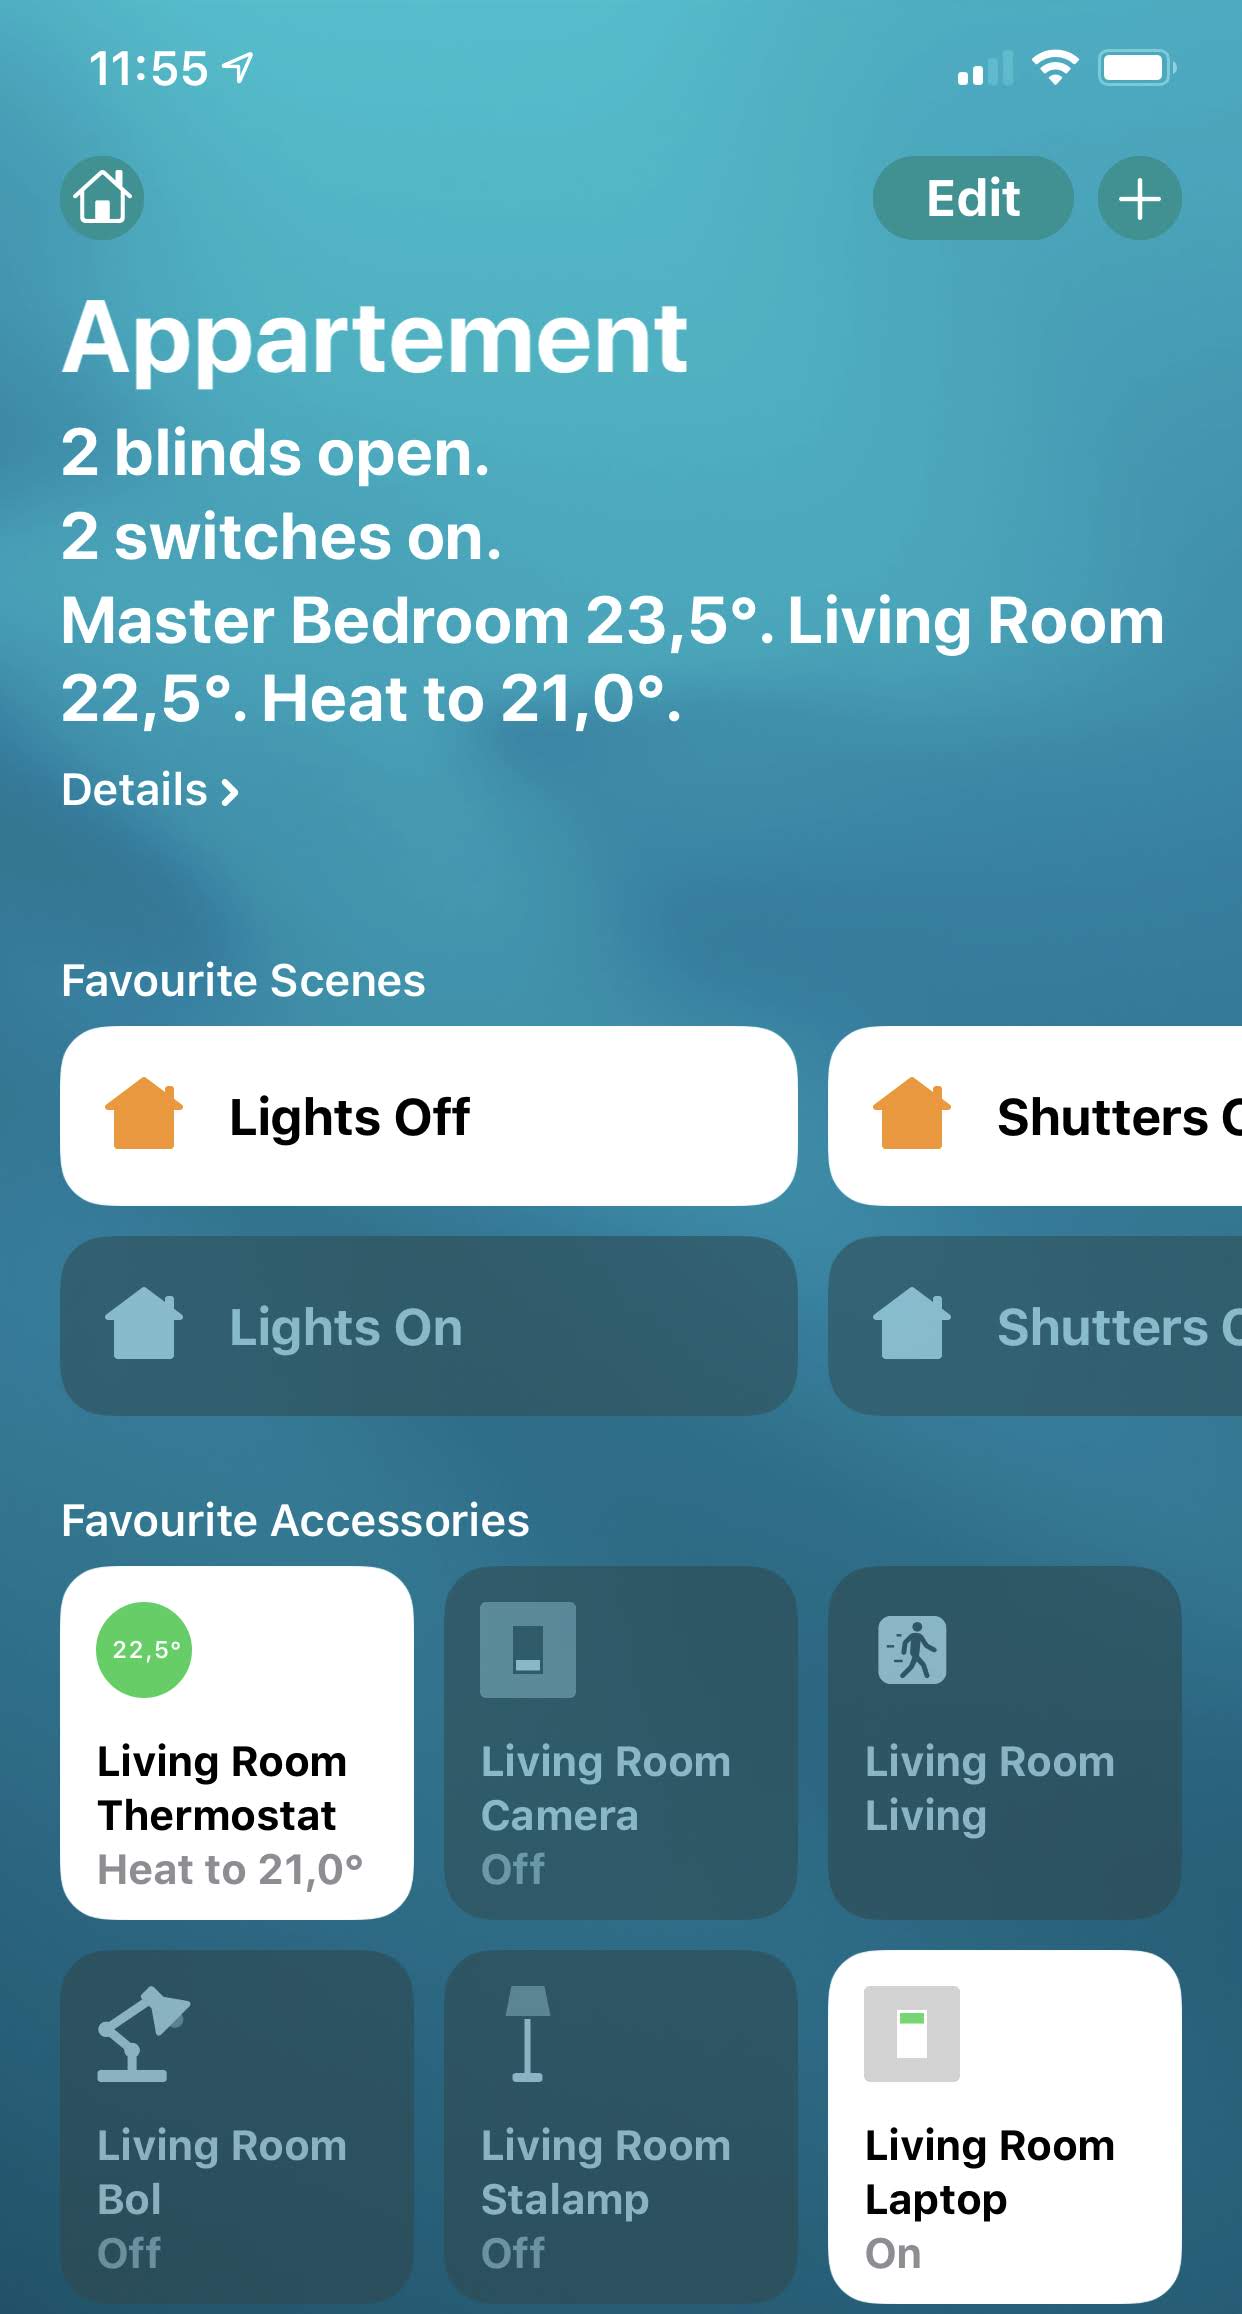 11:55
Edit
Appartement
2 blinds open.
2 switches on.
Master Bedroom 23,5°. Living Room
22,5°. Heat to 21,0°.
Details
Favourite Scenes
Lights Off
Shutters
Lights On
Shutters
Favourite Accessories
22,5°
Living Room
Thermostat
Heat to 21,0°
Living Room
Camera
Off
Living Room
Living
Living Room
Bol
Off
Living Room
Stalamp
Off
Living Room
Laptop
On